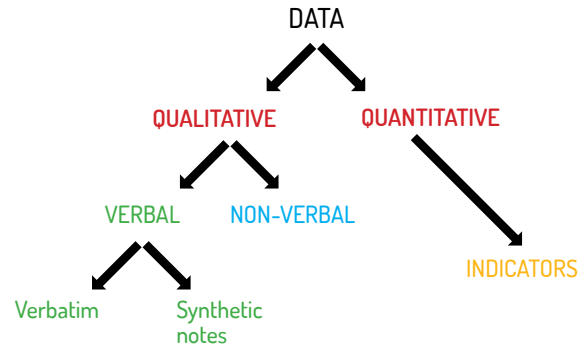 DATA
QUALITATIVE
QUANTITATIVE
VERBAL
NON-VERBAL
INDICATORS
Verbatim
Synthetic
notes